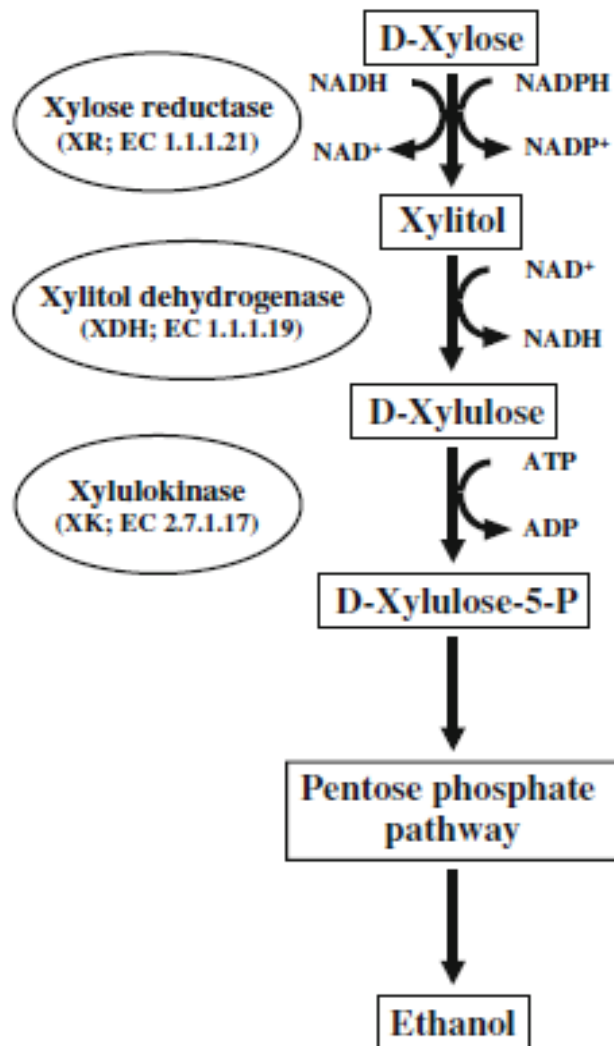 D-Xylose
NADH
NADPH
Xylose reductase
(XR; EC 1.1.1.21)
NAD⁺
NADP⁺
Xylitol
NAD⁺
Xylitol dehydrogenase
(XDH; EC 1.1.1.19)
NADH
D-Xylulose
ATP
Xylulokinase
(XK; EC 2.7.1.17)
ADP
D-Xylulose-5-P
Pentose phosphate
pathway
Ethanol